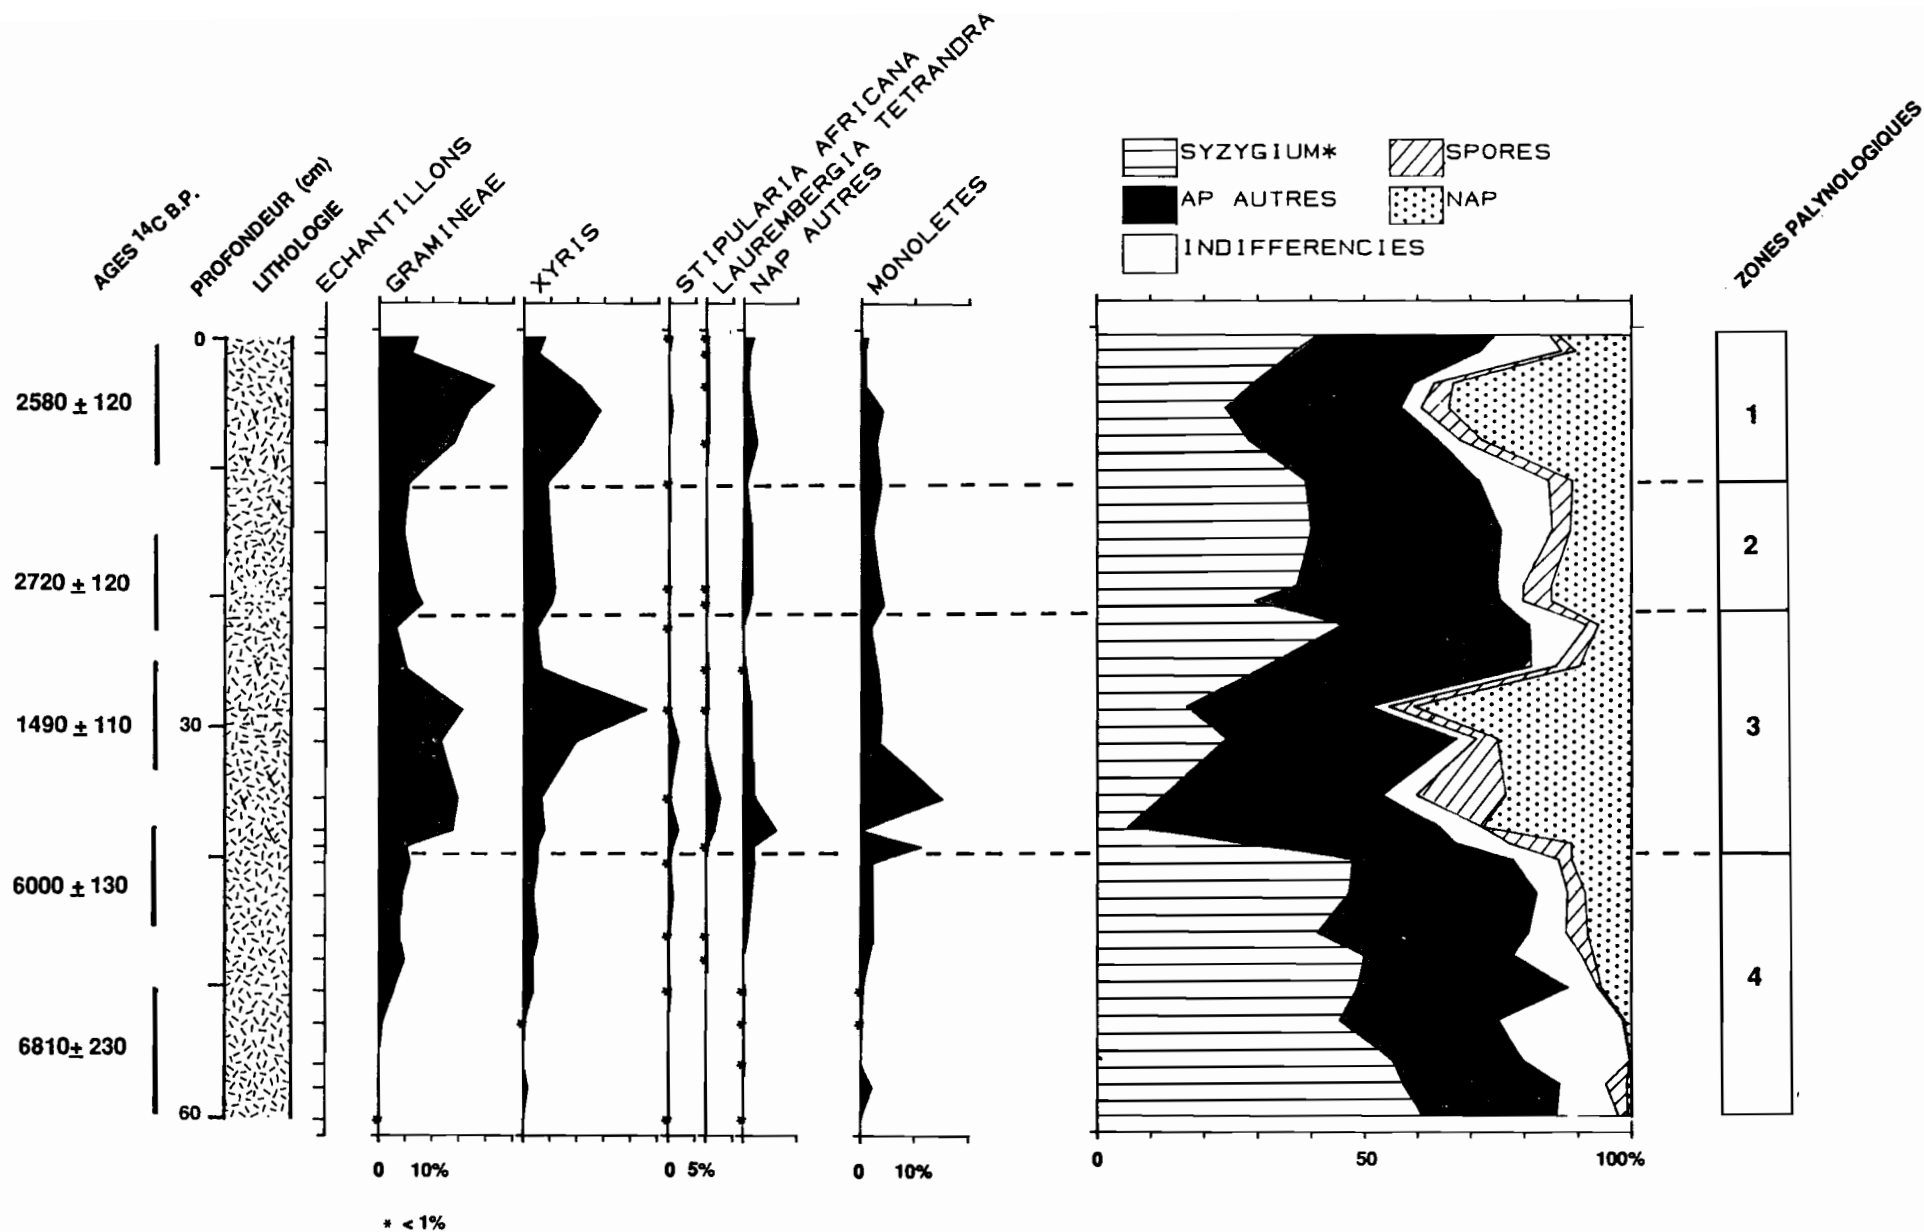 AGES 14C B.P.
PROFONDEUR (cm)
LITHOLOGIE
ECHANTILLONS
GRAMINEAE
XYRIS
STIPULARIA AFRICANA
LAUREMBERGIA TETRANDRA
NAP AUTRES
MONOLETES
SYZYGIUM*
SPORES
AP AUTRES
NAP
INDIFFERENCIES
ZONES PALYNOLOGIQUES
0
2580 ± 120
1
2
2720 ± 120
1490 ± 110
30
3
6000 ± 130
4
6810± 230
60
0 10%
0 5%
0 10%
0 50 100%
* < 1%